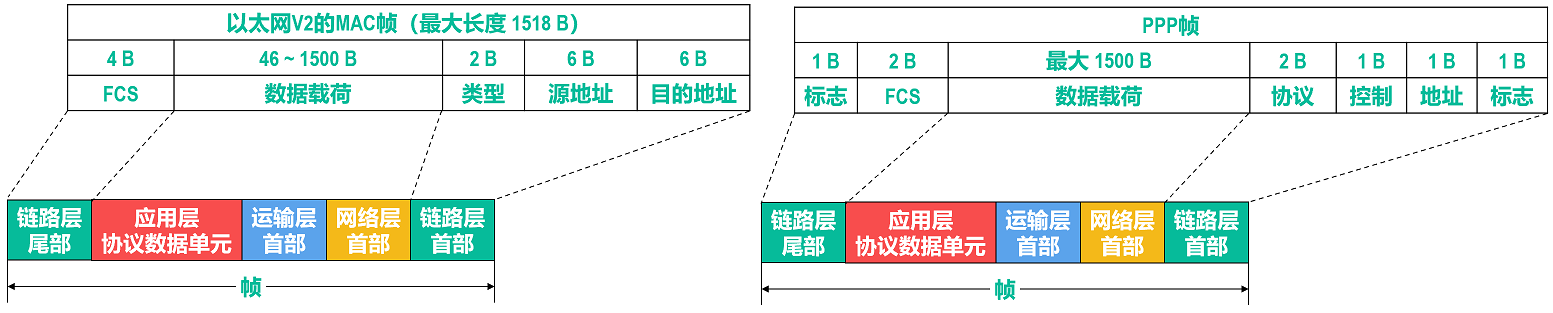 以太网V2的MAC帧（最大长度 1518 B）
4 B
46 ~ 1500 B
2 B
6 B
6 B
FCS
数据载荷
类型
源地址
目的地址
链路层
尾部
应用层
协议数据单元
运输层
首部
网络层
首部
链路层
首部
帧
PPP帧
1 B
2 B
最大 1500 B
2 B
1 B
1 B
1 B
标志
FCS
数据载荷
协议
控制
地址
标志
链路层
尾部
应用层
协议数据单元
运输层
首部
网络层
首部
链路层
首部
帧